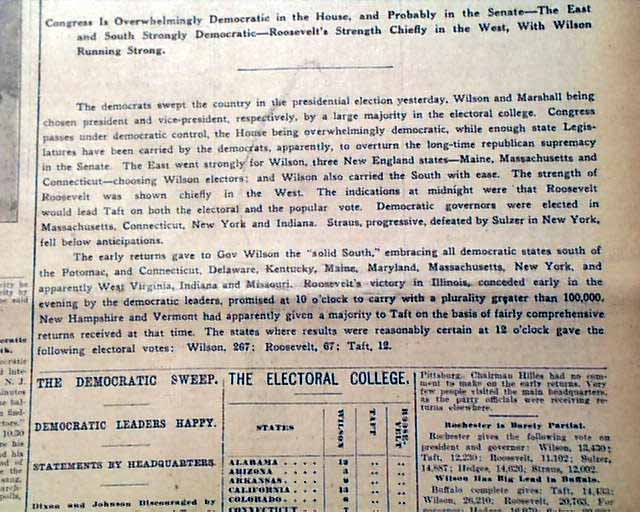 Congress Is Overwhelmingly Democratic in the House, and Probably in the Senate—The East
and South Strongly Democratic—Roosevelt's Strength Chiefly in the West, With Wilson
Running Strong.
The democrats swept the country in the presidential election yesterday, Wilson and Marshall being
chosen president and vice-president, respectively, by a large majority in the electoral college. Congress
passes under democratic control, the House being overwhelmingly democratic, while enough state Legis-
latures have been carried by the democrats, apparently, to overturn the long-time republican supremacy
in the Senate. The East went strongly for Wilson, three New England states—Maine, Massachusetts and
Connecticut—choosing Wilson electors; and Wilson also carried the South with ease. The strength of
Roosevelt was shown chiefly in the West. The indications at midnight were that Roosevelt
would lead Taft on both the electoral and the popular vote. Democratic governors were elected in
Massachusetts, Connecticut, New York and Indiana. Straus, progressive, defeated by Sulzer in New York,
fell below anticipations.
The early returns gave to Gov Wilson the "solid South," embracing all democratic states south of
the Potomac, and Connecticut, Delaware, Kentucky, Maine, Maryland, Massachusetts, New York, and
apparently West Virginia, Indiana and Missouri. Roosevelt's victory in Illinois, conceded early in the
evening by the democratic leaders, promised at 10 o'clock to carry with a plurality greater than 100,000.
New Hampshire and Vermont had apparently given a majority to Taft on the basis of fairly comprehensive
returns received at that time. The states where results were reasonably certain at 12 o'clock gave the
following electoral votes: Wilson, 267; Roosevelt, 67; Taft, 12.
THE DEMOCRATIC SWEEP.
DEMOCRATIC LEADERS HAPPY.
STATEMENTS BY HEADQUARTERS.
Dixon and Johnson Discouraged by
THE ELECTORAL COLLEGE.
STATES
WILSON
TAFT
ROOSEVELT
ALABAMA . . . . 12
ARIZONA . . . . 3
ARKANSAS . . . . 9
CALIFORNIA . . . . 13
COLORADO . . . . 6
CONNECTICUT 7
Pittsburg. Chairman Hilles had no com-
ment to make on the early returns. Very
few people visited the main headquarters,
as the party officials were receiving re-
turns elsewhere.
Rochester is Barely Partial.
Rochester gives the following vote on
president and governor: Wilson, 13,430;
Taft, 12,230; Roosevelt, 11,102; Sulzer,
14,887; Hedges, 14,620; Straus, 12,002.
Wilson Has Big Lead in Buffalo.
Buffalo complete gives: Taft, 14,433;
Wilson, 26,210; Roosevelt, 20,763. For